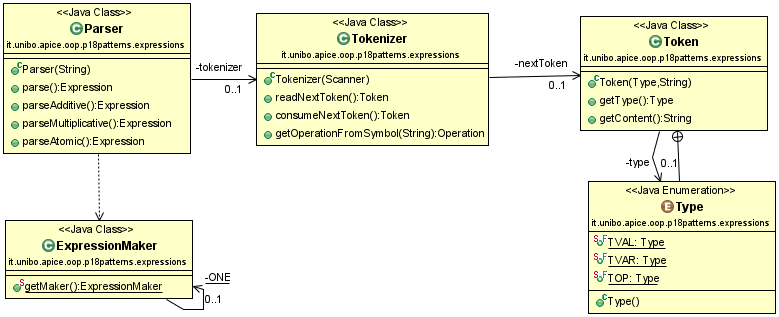 <<Java Class>>
Parser
it.unibo.apice.oop.p18patterns.expressions
Parser(String)
parse():Expression
parseAdditive():Expression
parseMultiplicative():Expression
parseAtomic():Expression
-tokenizer
0..1
<<Java Class>>
Tokenizer
it.unibo.apice.oop.p18patterns.expressions
Tokenizer(Scanner)
readNextToken():Token
consumeNextToken():Token
getOperationFromSymbol(String):Operation
-nextToken
0..1
<<Java Class>>
Token
it.unibo.apice.oop.p18patterns.expressions
Token(Type,String)
getType():Type
getContent():String
-type
0..1
<<Java Enumeration>>
Type
it.unibo.apice.oop.p18patterns.expressions
TVAL: Type
TVAR: Type
TOP: Type
Type()
<<Java Class>>
ExpressionMaker
it.unibo.apice.oop.p18patterns.expressions
getMaker():ExpressionMaker
-ONE
0..1